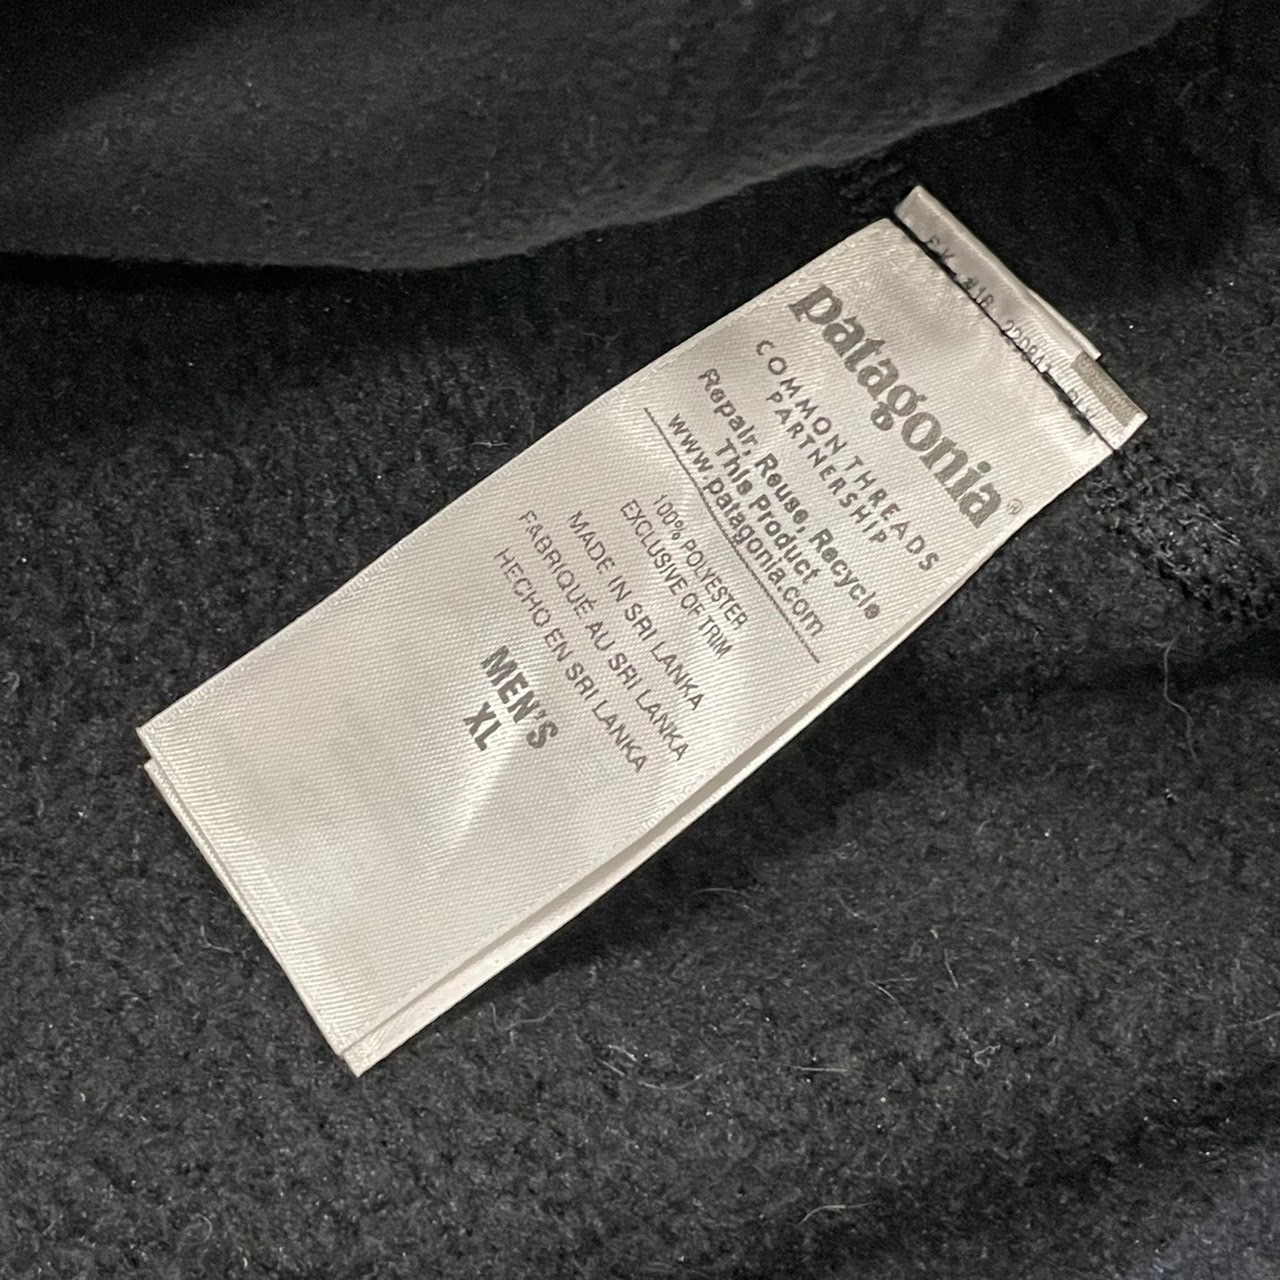 patagonia®
COMMON THREADS
PARTNERSHIP
Repair, Reuse, Recycle
This Product
www.patagonia.com
100% POLYESTER
EXCLUSIVE OF TRIM
MADE IN SRI LANKA
FABRIQUÉ AU SRI LANKA
HECHO EN SRI LANKA
MEN'S
XL